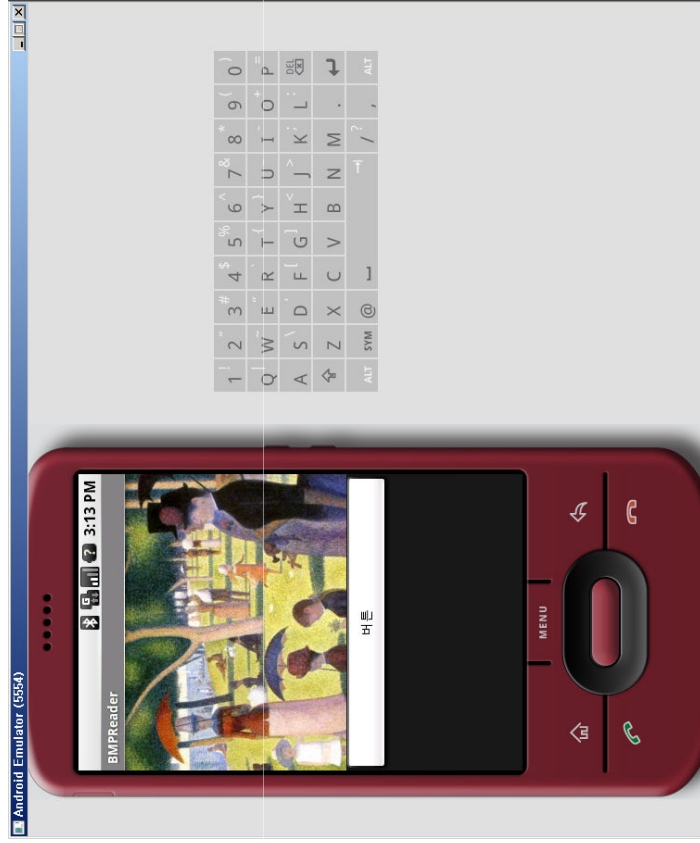 Android Emulator (5554)
G ? 3:13 PM
BMPReader
버튼
MENU
1 ! 2 3 # 4 $ 5 % 6 ^ 7 & 8 * 9 ( 0 )
Q | W ~ E " R ` T { Y } U _ I - O + P =
A S \ D ' F [ G ] H < J > K ; L : DEL
Z X C V B N M .
ALT SYM @ / ? , ALT